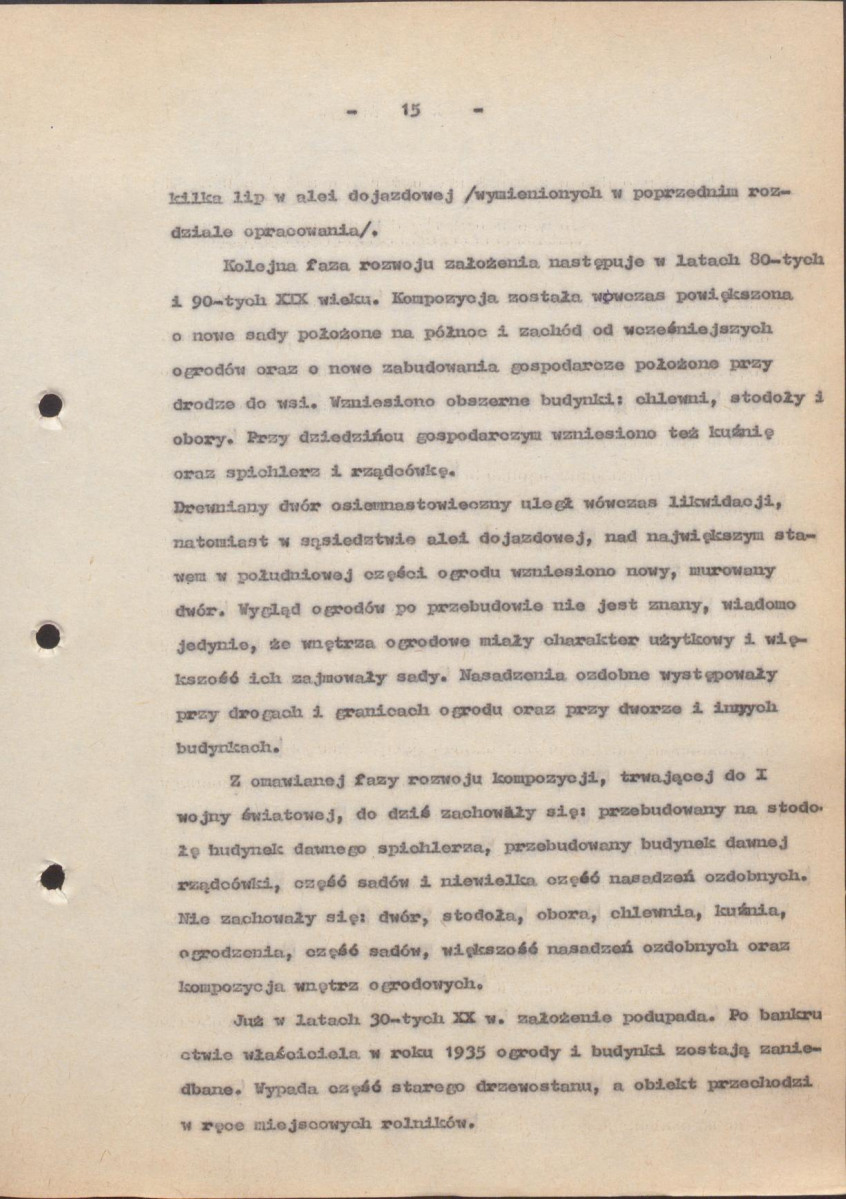 - 15 -
kilka lip w alei dojazdowej /wymienionych w poprzednim roz-
dziale opracowania/.
Kolejna faza rozwoju założenia następuje w latach 80-tych
i 90-tych XIX wieku. Kompozycja została wówczas powiększona
o nowe sady położone na północ i zachód od wcześniejszych
ogrodów oraz o nowe zabudowania gospodarcze położone przy
drodze do wsi. Wzniesiono obszerne budynki: chlewni, stodoły i
obory. Przy dziedzińcu gospodarczym wzniesiono też kuźnię
oraz spichlerz i rządcówkę.
Drewniany dwór osiemnastowieczny uległ wówczas likwidacji,
natomiast w sąsiedztwie alei dojazdowej, nad największym sta-
wem w południowej części ogrodu wzniesiono nowy, murowany
dwór. Wygląd ogrodów po przebudowie nie jest znany, wiadomo
jedynie, że wnętrza ogrodowe miały charakter użytkowy i wię-
kszość ich zajmowały sady. Nasadzenia ozdobne występowały
przy drogach i granicach ogrodu oraz przy dworze i innych
budynkach.
Z omawianej fazy rozwoju kompozycji, trwającej do I
wojny światowej, do dziś zachowały się: przebudowany na stodo-
łę budynek dawnego spichlerza, przebudowany budynek dawnej
rządcówki, część sadów i niewielka część nasadzeń ozdobnych.
Nie zachowały się: dwór, stodoła, obora, chlewnia, kuźnia,
ogrodzenia, część sadów, większość nasadzeń ozdobnych oraz
kompozycja wnętrz ogrodowych.
Już w latach 30-tych XX w. założenie podupada. Po bankru
ctwie właściciela w roku 1935 ogrody i budynki zostają zanie-
dbane. Wypada część starego drzewostanu, a obiekt przechodzi
w ręce miejscowych rolników.